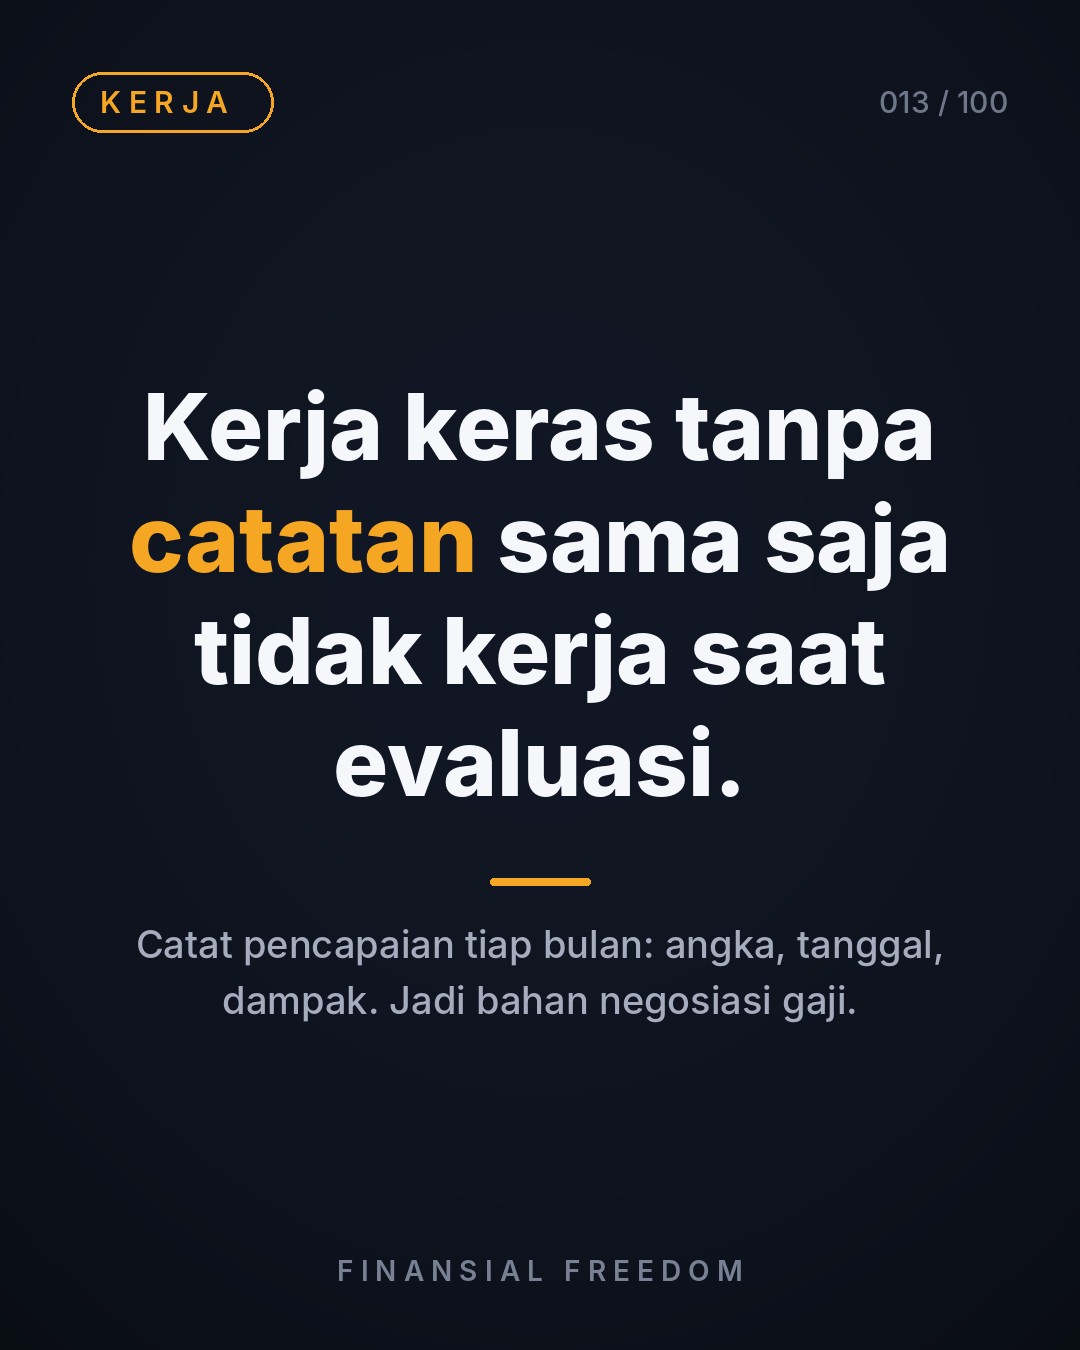 KERJA
013 / 100
Kerja keras tanpa
catatan sama saja
tidak kerja saat
evaluasi.
Catat pencapaian tiap bulan: angka, tanggal,
dampak. Jadi bahan negosiasi gaji.
FINANSIAL FREEDOM